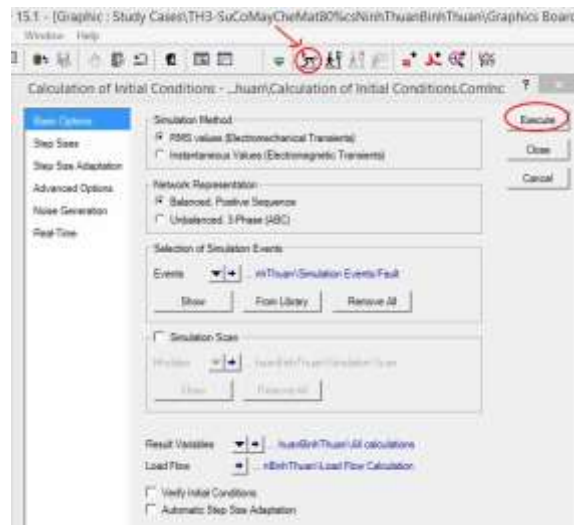 15.1 - [Graphic : Study Cases\TH3-SuCoMayCheMat80%csNinhThuanBinhThuan\Graphics Board
Window Help
Calculation of Initial Conditions - ...huan\Calculation of Initial Conditions.ComInc ?
Basic Options
Step Sizes
Step Size Adaptation
Advanced Options
Noise Generation
Real Time
Simulation Method
RMS values (Electromechanical Transients)
Instantaneous Values (Electromagnetic Transients)
Network Representation
Balanced, Positive Sequence
Unbalanced, 3-Phase (ABC)
Selection of Simulation Events
Events ... nhThuan\Simulation Events/Fault
Show From Library Remove All
Simulation Scan
Show Remove All
Result Variables ... huanBinhThuan\All calculations
Load Flow ... nBinhThuan\Load Flow Calculation
Verify Initial Conditions
Automatic Step Size Adaptation
Execute
Close
Cancel